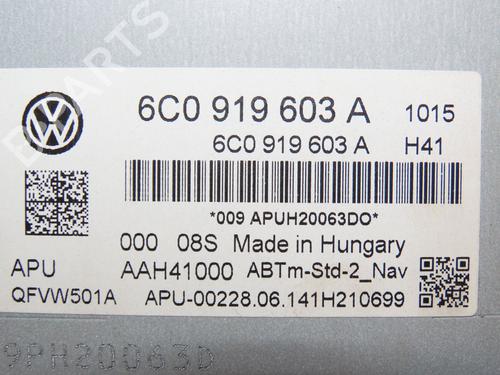 6C0 919 603 A 1015
6C0 919 603 A H41
*009 APUH20063DO*
000 08S Made in Hungary
APU AAH41000 ABTm-Std-2_Nav
QFVW501A APU-00228.06.141H210699
9PH20063D